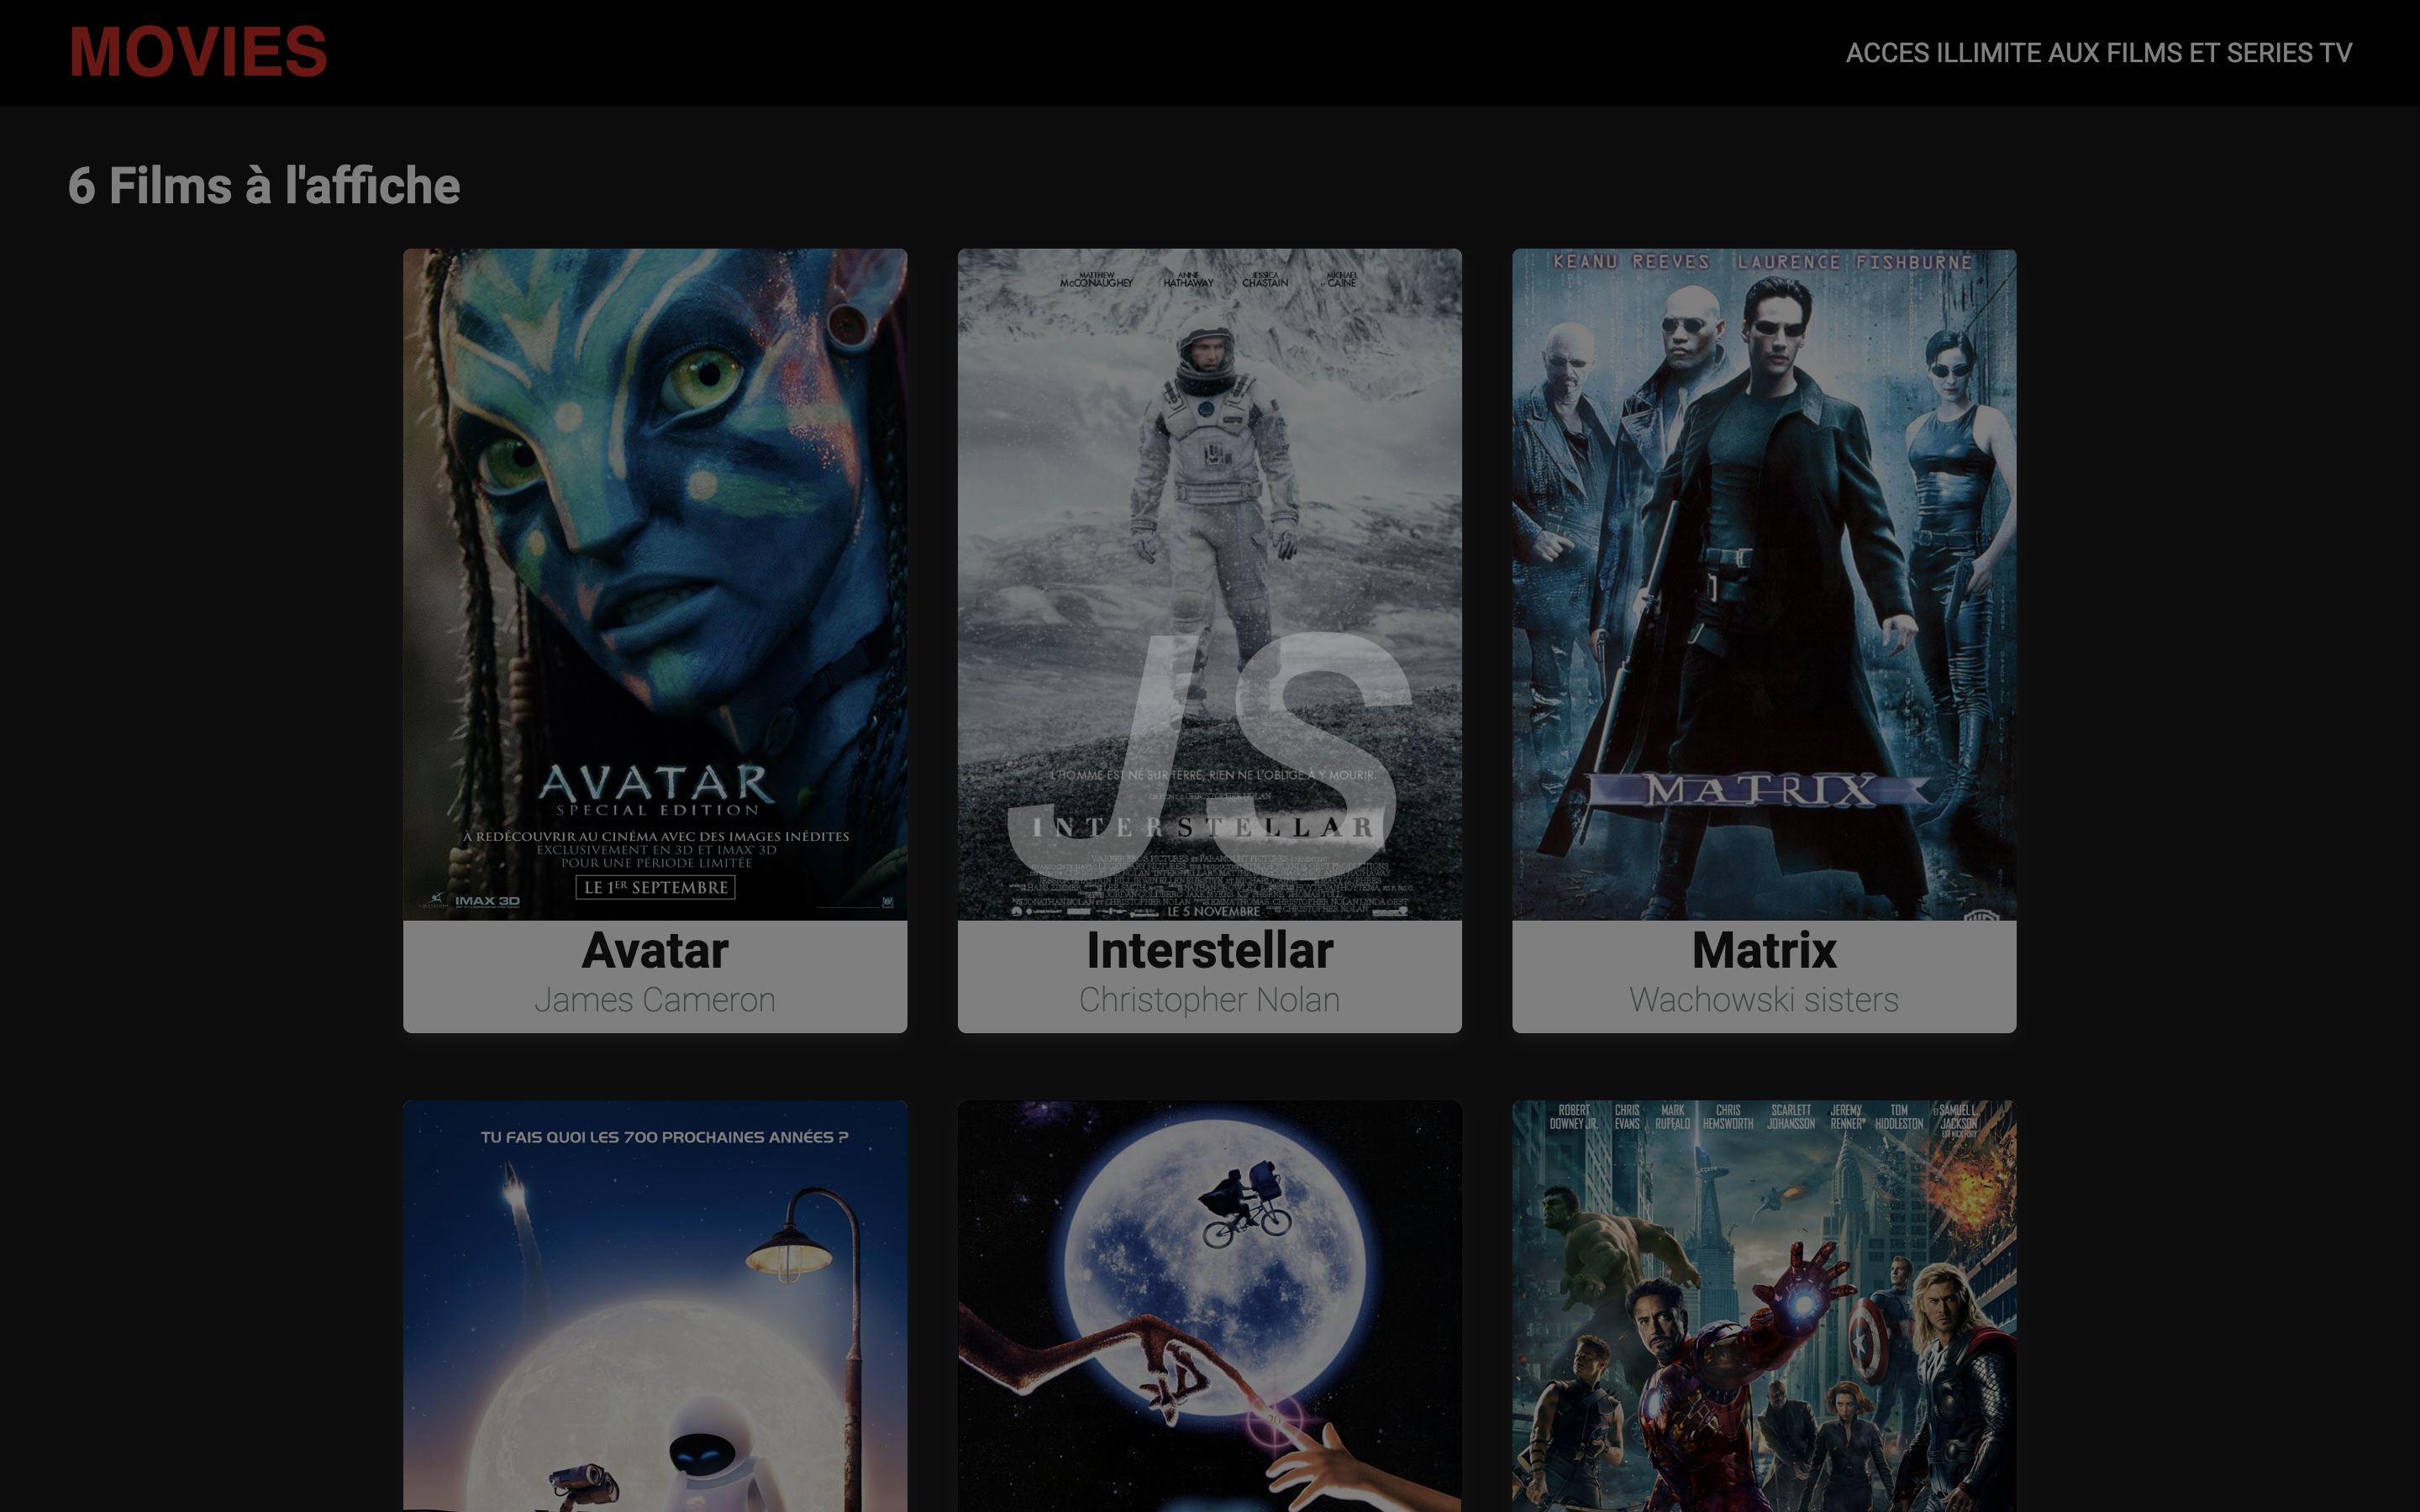 MOVIES
ACCES ILLIMITE AUX FILMS ET SERIES TV
6 Films à l'affiche
AVATAR
SPECIAL EDITION
À REDÉCOUVRIR AU CINÉMA AVEC DES IMAGES INÉDITES
EXCLUSIVEMENT EN 3D ET IMAX 3D
POUR UNE PÉRIODE LIMITÉE
LE 1ER SEPTEMBRE
IMAX 3D
Avatar
James Cameron
MATTHEW McCONAUGHEY ANNE HATHAWAY JESSICA CHASTAIN MICHAEL CAINE
JS
L'HOMME EST NÉ SUR TERRE, RIEN NE L'OBLIGE À Y MOURIR.
INTERSTELLAR
LE 5 NOVEMBRE
Interstellar
Christopher Nolan
KEANU REEVES LAURENCE FISHBURNE
MATRIX
Matrix
Wachowski sisters
TU FAIS QUOI LES 700 PROCHAINES ANNÉES ?
20
ROBERT DOWNEY JR. CHRIS EVANS MARK RUFFALO CHRIS HEMSWORTH SCARLETT JOHANSSON JEREMY RENNER TOM HIDDLESTON ET SAMUEL L. JACKSON